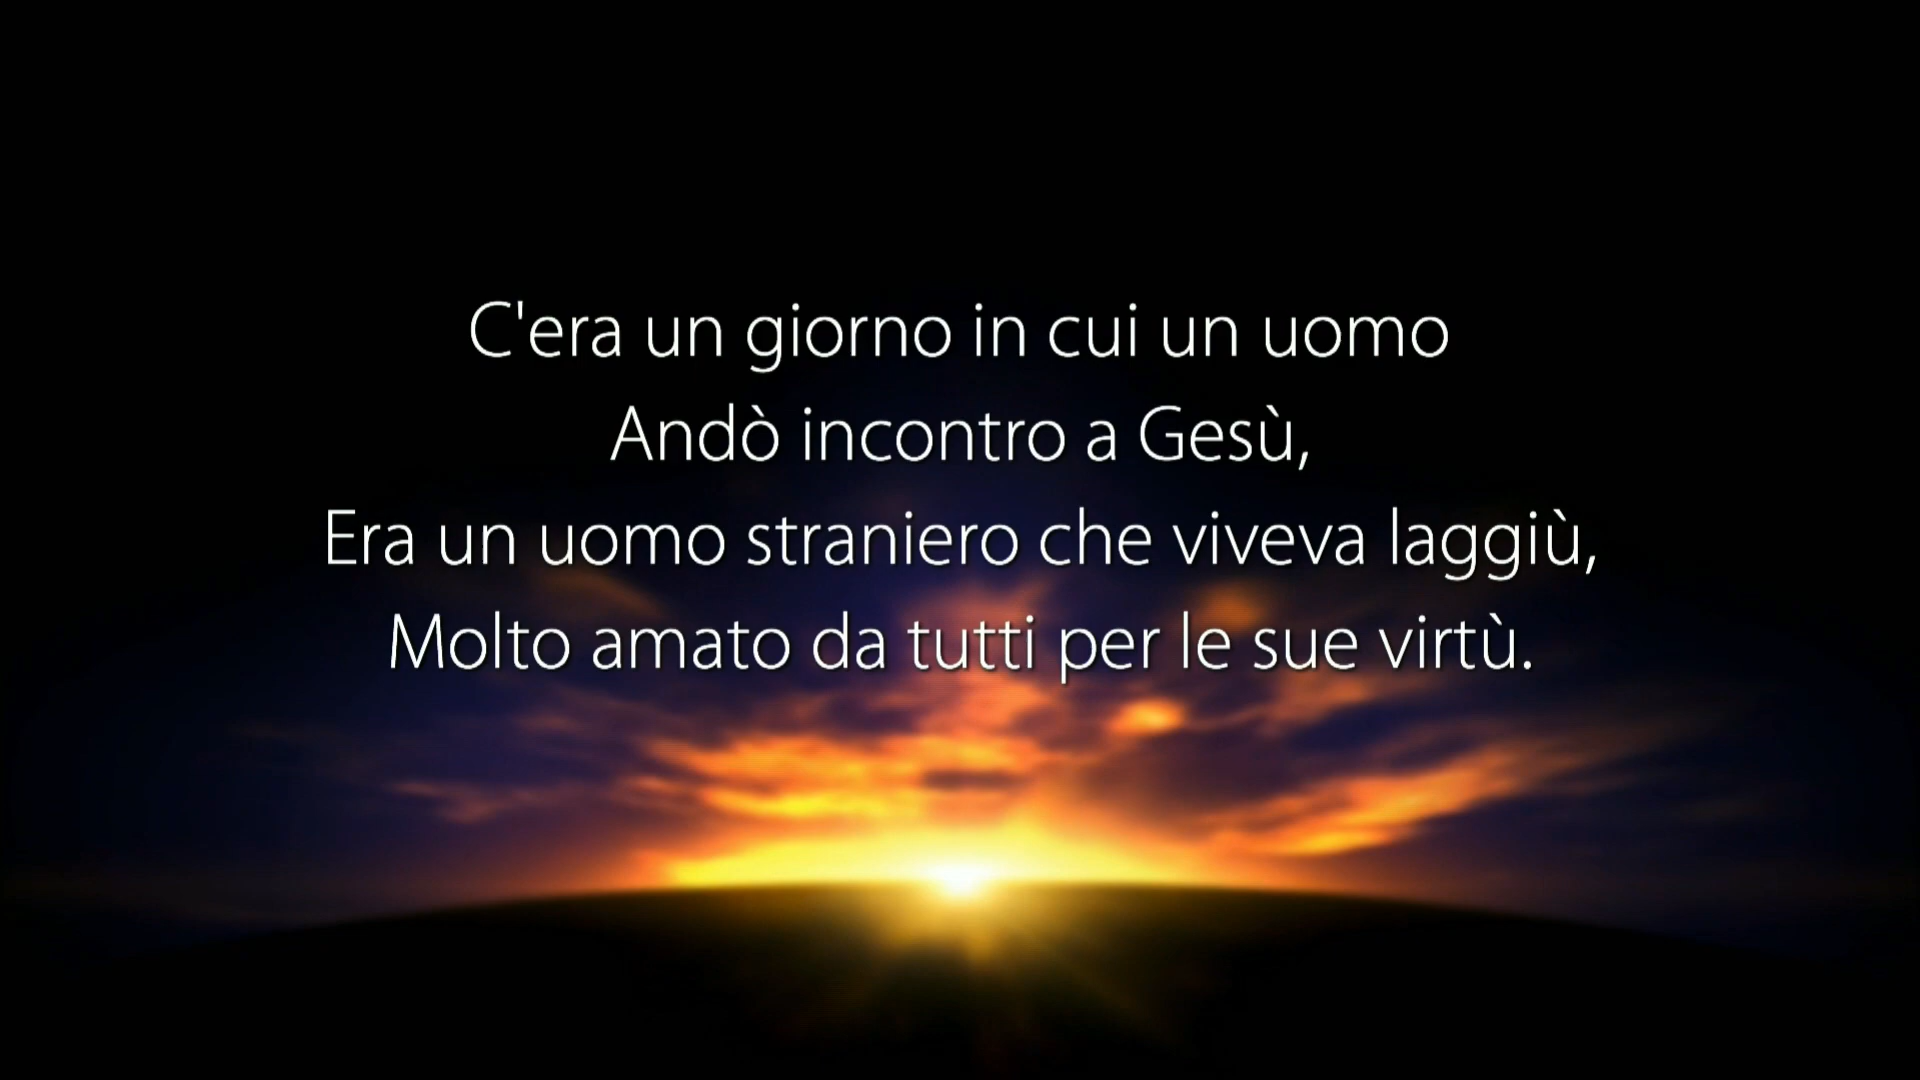 C'era un giorno in cui un uomo
Andò incontro a Gesù,
Era un uomo straniero che viveva laggiù,
Molto amato da tutti per le sue virtù.